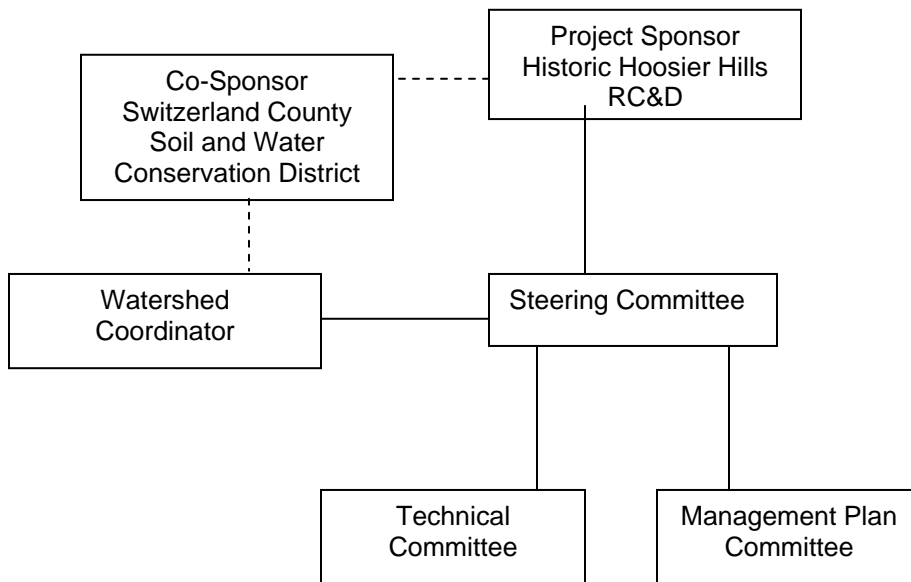 Project Sponsor
Historic Hoosier Hills
RC&D
Co-Sponsor
Switzerland County
Soil and Water
Conservation District
Watershed
Coordinator
Steering Committee
Technical
Committee
Management Plan
Committee